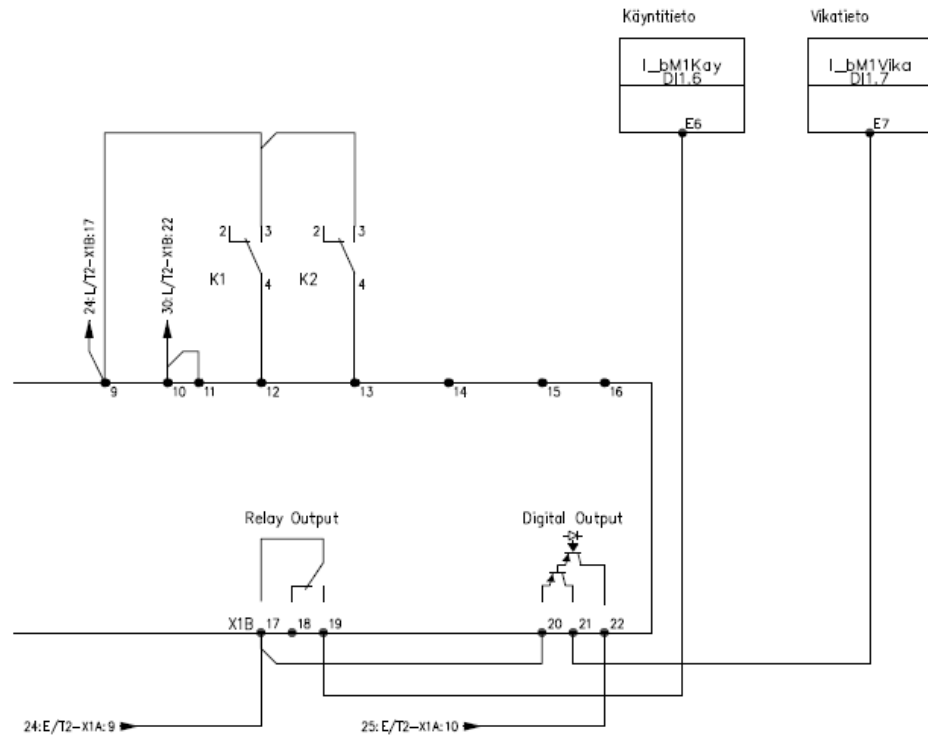 Käyntitieto
Vikatieto
I_bM1Kay
DI1.6
I_bM1Vika
DI1.7
E6
E7
24:L/T2-X1B:17
30:L/T2-X1B:22
2
3
K1
4
2
3
K2
4
9
10
11
12
13
14
15
16
Relay Output
Digital Output
X1B
17
18
19
20
21
22
24:E/T2-X1A:9
25:E/T2-X1A:10